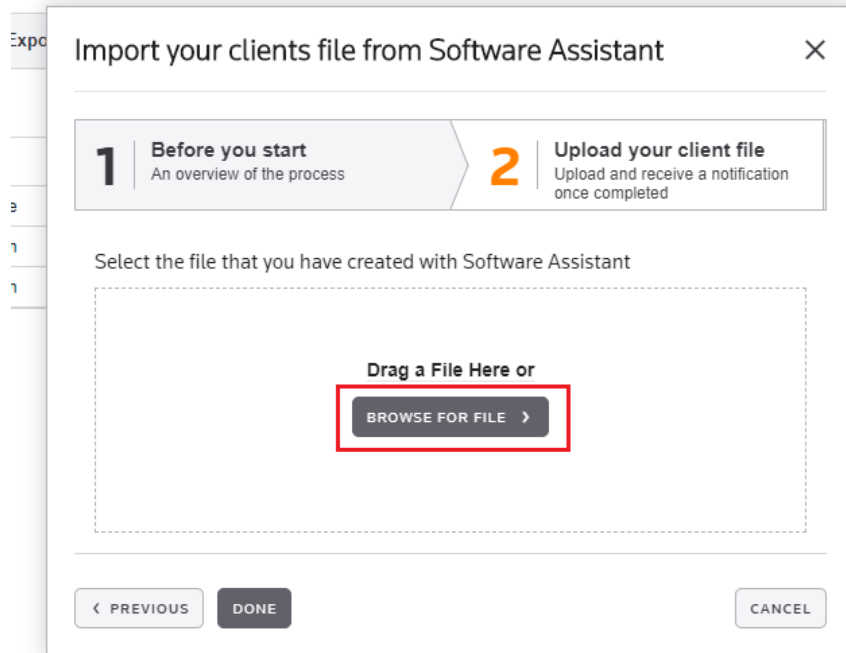 Expo
Import your clients file from Software Assistant
1
Before you start
An overview of the process
2
Upload your client file
Upload and receive a notification
once completed
e
n
n
Select the file that you have created with Software Assistant
Drag a File Here or
BROWSE FOR FILE
PREVIOUS
DONE
CANCEL